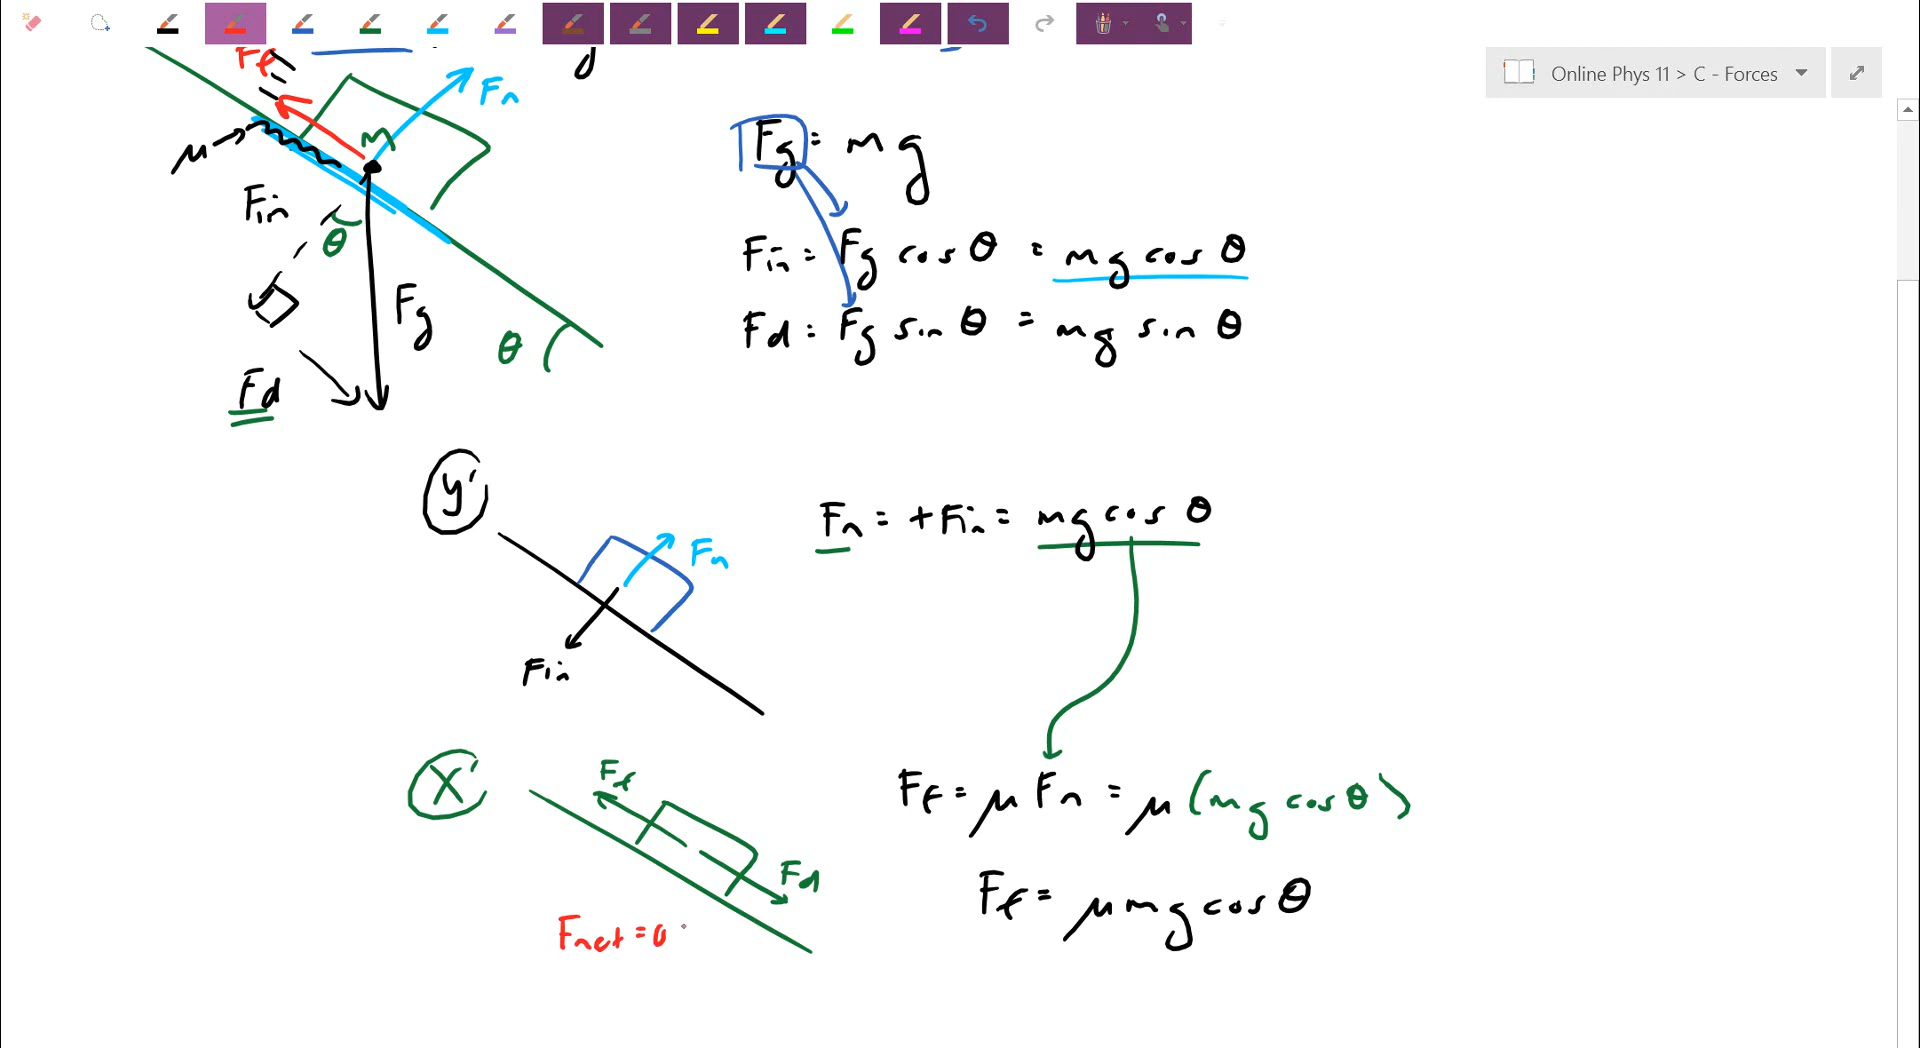 Online Phys 11 > C - Forces
Ff
Fn
m
μ
Fin
θ
Fg
θ
Fd
Fg = mg
Fin = Fg cos θ = mg cos θ
Fd = Fg sin θ = mg sin θ
y'
Fn
Fin
Fn = +Fin = mg cos θ
x'
Ff
Fd
Fnet = 0
Ff = μ Fn = μ (mg cos θ)
Ff = μmg cos θ